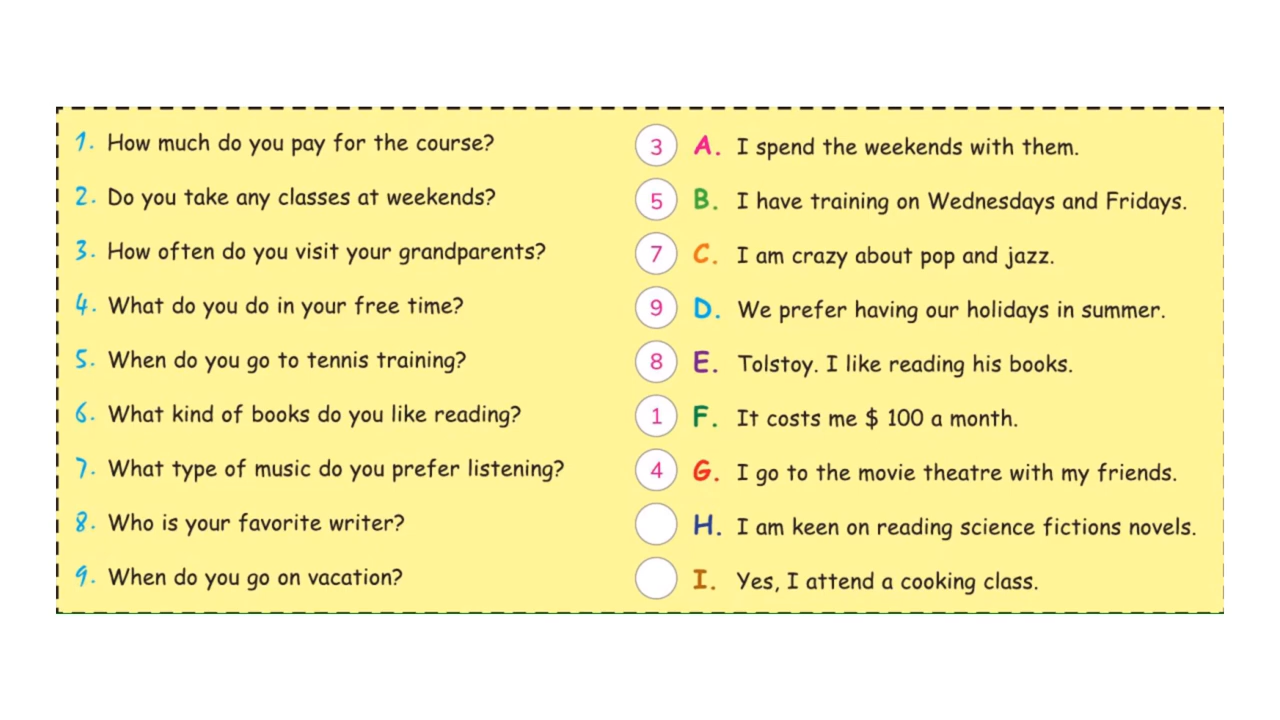 1. How much do you pay for the course?
2. Do you take any classes at weekends?
3. How often do you visit your grandparents?
4. What do you do in your free time?
5. When do you go to tennis training?
6. What kind of books do you like reading?
7. What type of music do you prefer listening?
8. Who is your favorite writer?
9. When do you go on vacation?
3 A. I spend the weekends with them.
5 B. I have training on Wednesdays and Fridays.
7 C. I am crazy about pop and jazz.
9 D. We prefer having our holidays in summer.
8 E. Tolstoy. I like reading his books.
1 F. It costs me $ 100 a month.
4 G. I go to the movie theatre with my friends.
H. I am keen on reading science fictions novels.
I. Yes, I attend a cooking class.